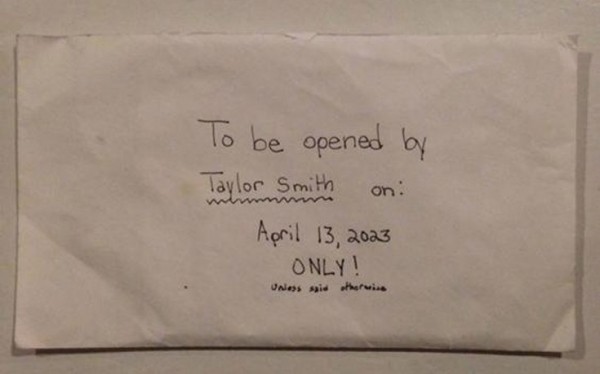 To be opened by
Taylor Smith on:
April 13, 2023
ONLY!
unless said otherwise